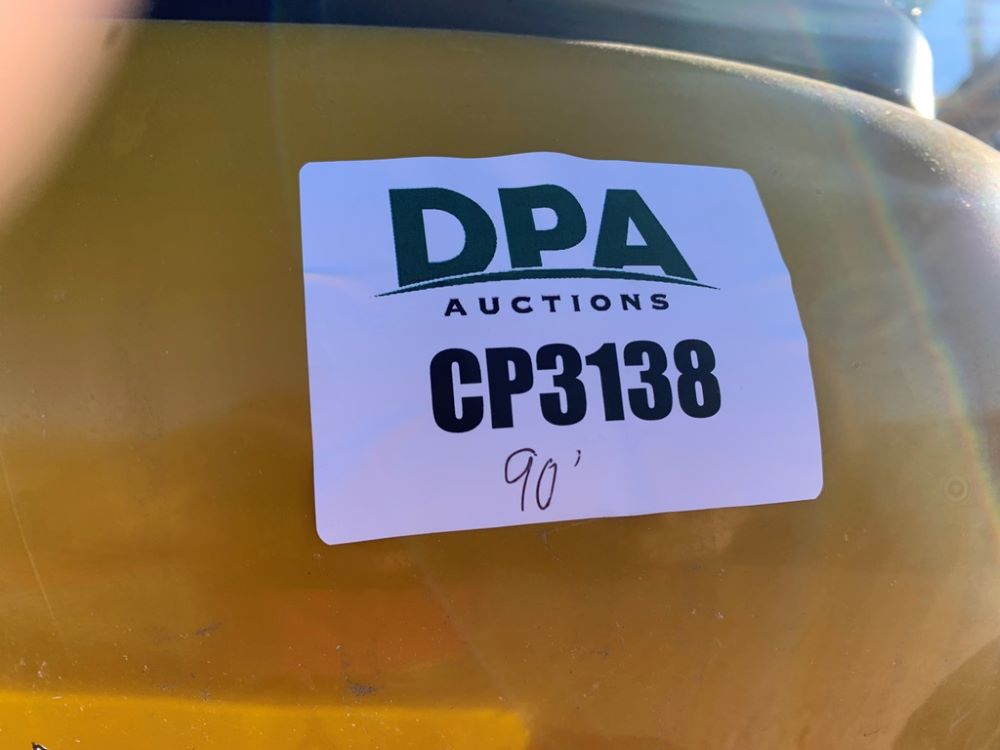 DPA
AUCTIONS
CP3138
90'